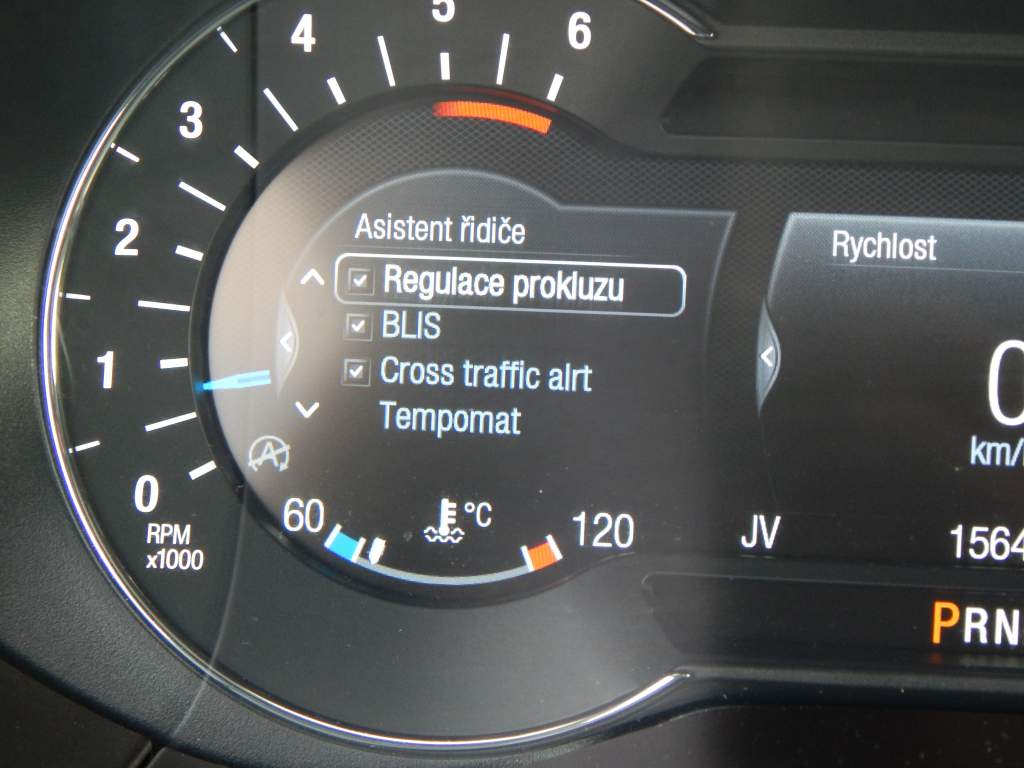 0
1
2
3
4
5
6
RPM
x1000
Asistent řidiče
Regulace prokluzu
BLIS
Cross traffic alrt
Tempomat
A
60
°C
120
Rychlost
0
JV
1564
PRN